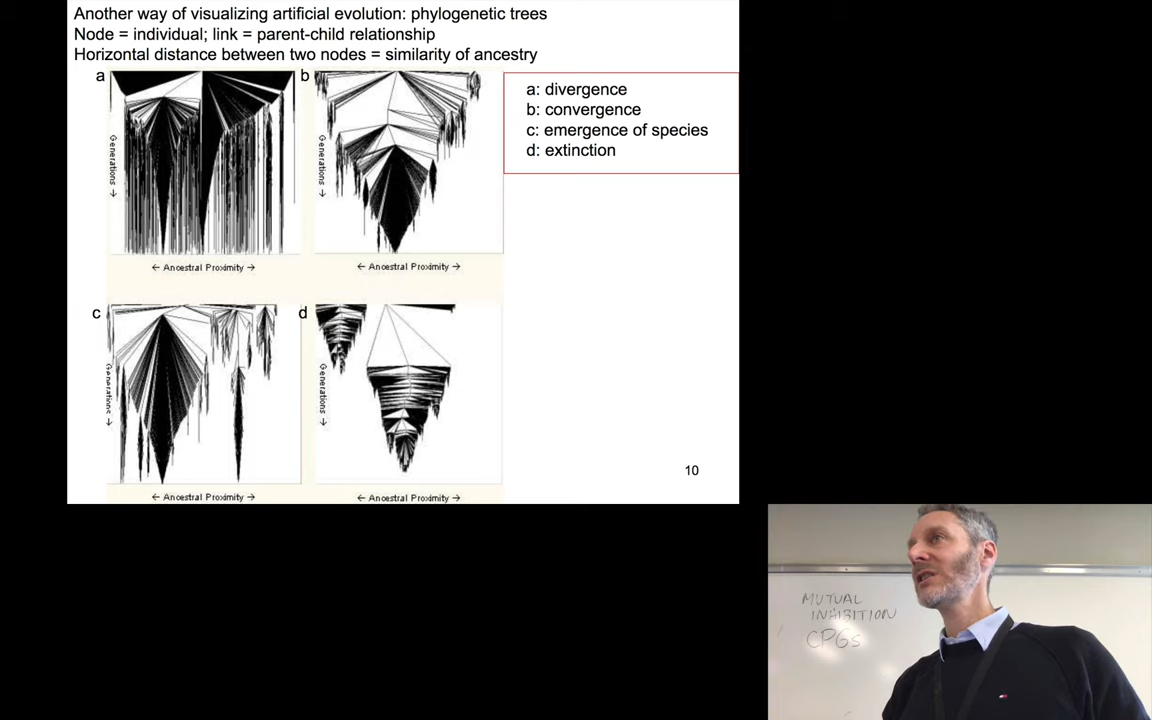 Another way of visualizing artificial evolution: phylogenetic trees
Node = individual; link = parent-child relationship
Horizontal distance between two nodes = similarity of ancestry
a
b
a: divergence
b: convergence
c: emergence of species
d: extinction
Generations →
Generations →
← Ancestral Proximity →
← Ancestral Proximity →
c
d
Generations →
Generations →
← Ancestral Proximity →
← Ancestral Proximity →
10
MUTUAL
INHIBITION
CPGs